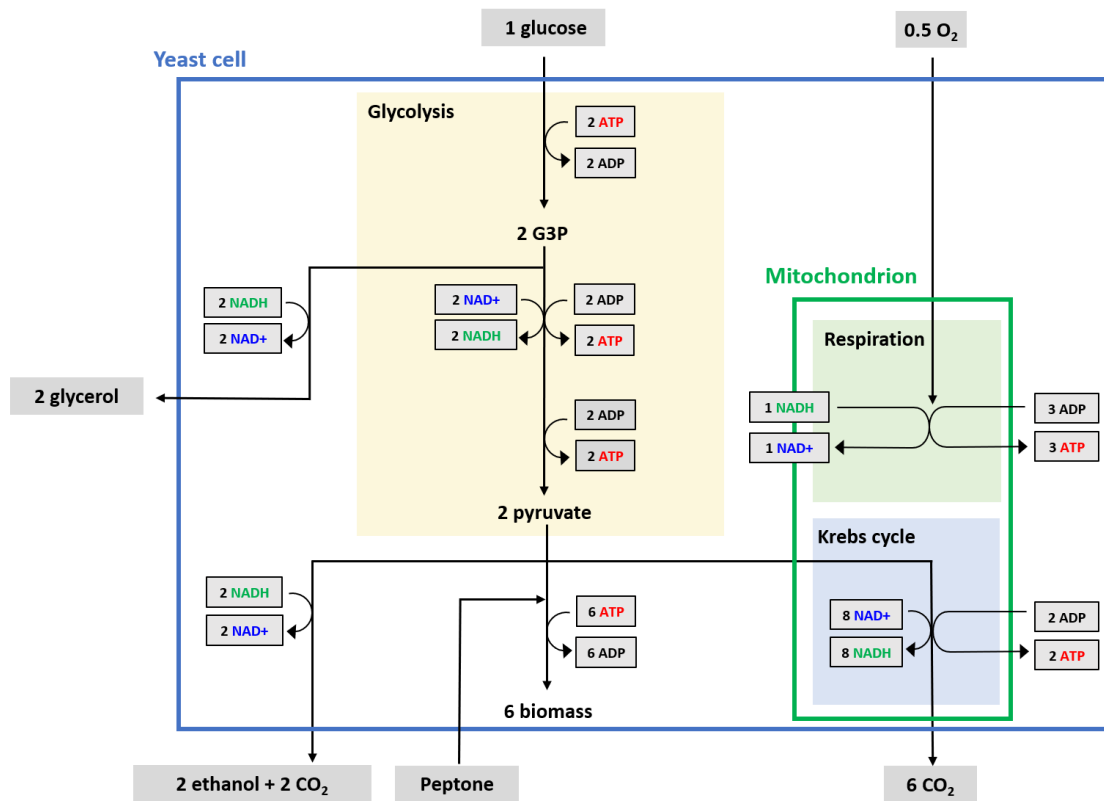 1 glucose
0.5 O₂
Yeast cell
Glycolysis
2 ATP
2 ADP
2 G3P
Mitochondrion
2 NADH
2 NAD+
2 NAD+
2 NADH
2 ADP
2 ATP
Respiration
2 glycerol
1 NADH
1 NAD+
3 ADP
3 ATP
2 ADP
2 ATP
2 pyruvate
Krebs cycle
2 NADH
2 NAD+
6 ATP
6 ADP
8 NAD+
8 NADH
2 ADP
2 ATP
6 biomass
2 ethanol + 2 CO₂
Peptone
6 CO₂